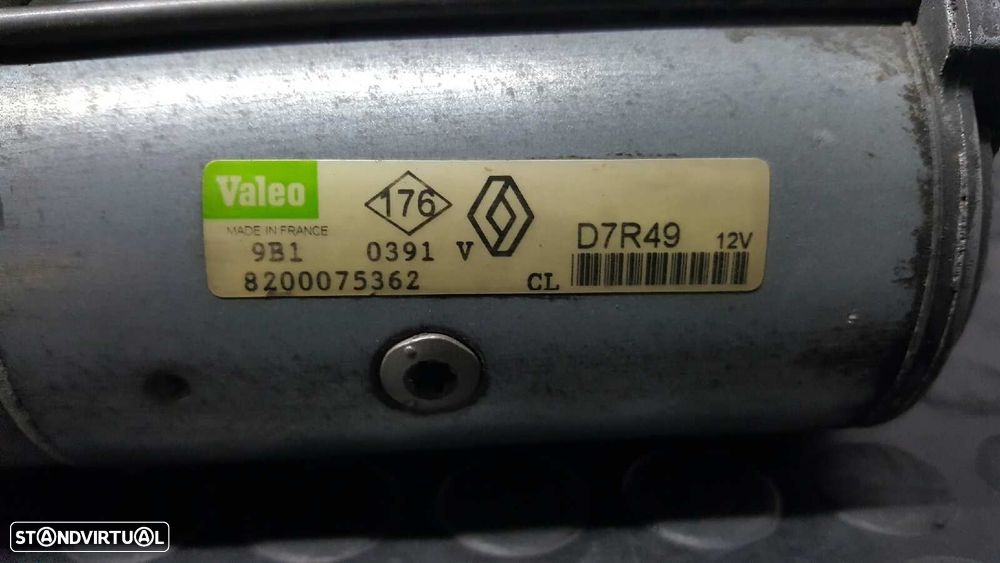 Valeo
176
MADE IN FRANCE
D7R49 12V
9B1 0391 V
8200075362 CL
STANDVIRTUAL